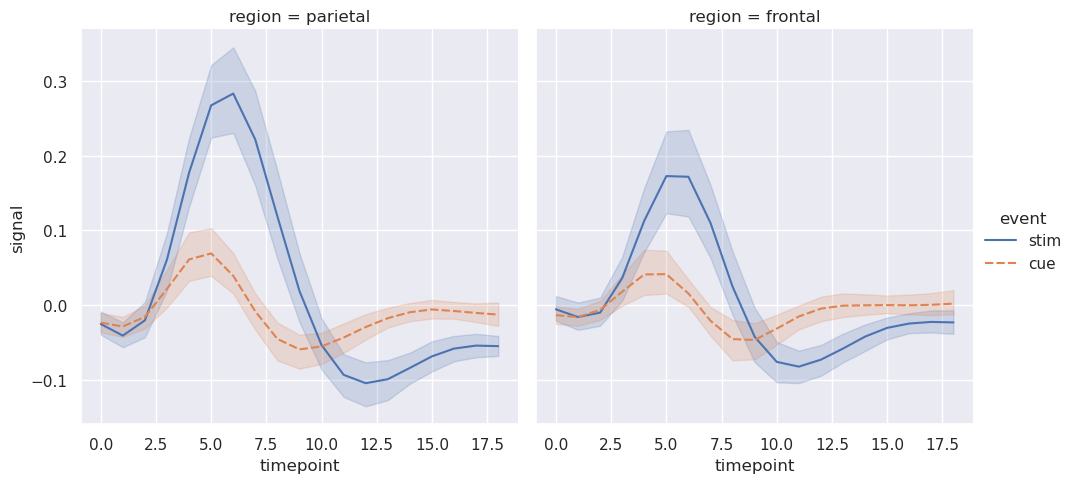 region = parietal
region = frontal
signal
0.3
0.2
0.1
0.0
−0.1
0.0 2.5 5.0 7.5 10.0 12.5 15.0 17.5
timepoint
0.0 2.5 5.0 7.5 10.0 12.5 15.0 17.5
timepoint
event
stim
cue